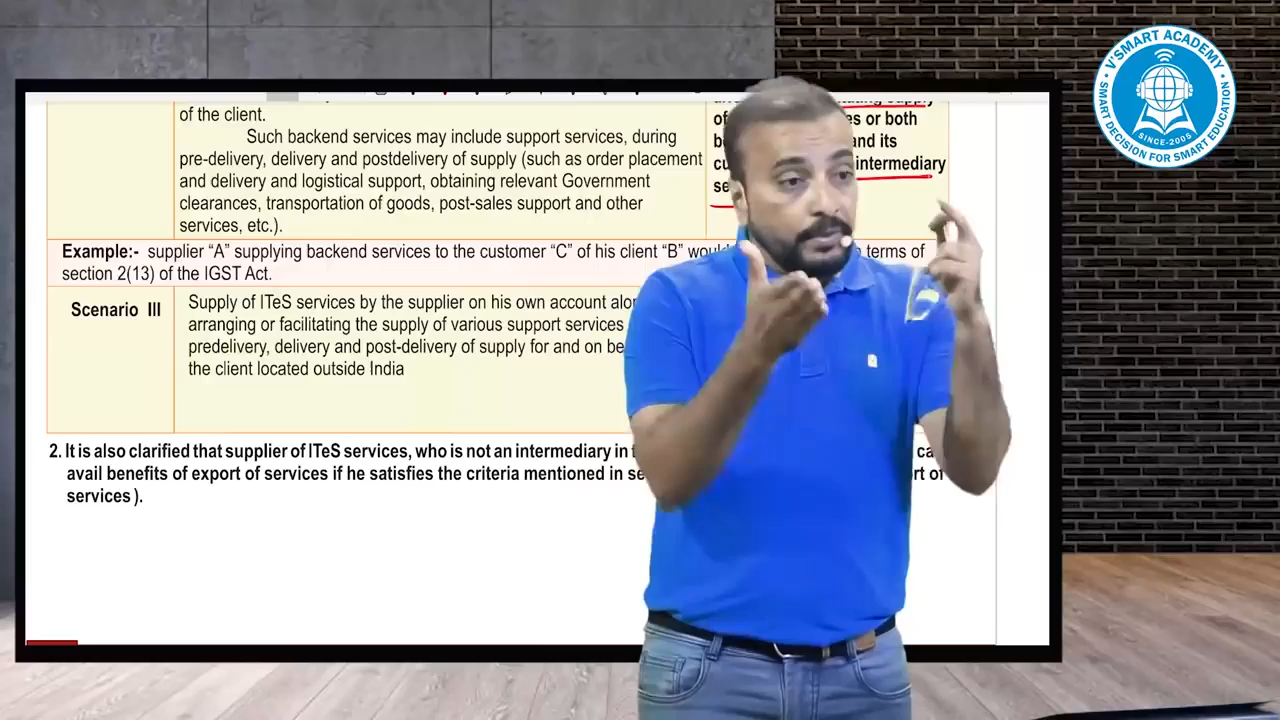 of the client.
Such backend services may include support services, during
pre-delivery, delivery and postdelivery of supply (such as order placement
and delivery and logistical support, obtaining relevant Government
clearances, transportation of goods, post-sales support and other
services, etc.).
supply
of es or both
and its
intermediary
Example:- supplier “A” supplying backend services to the customer “C” of his client “B” terms of
section 2(13) of the IGST Act.
Scenario III
Supply of ITeS services by the supplier on his own account
arranging or facilitating the supply of various support services
predelivery, delivery and post-delivery of supply for and on
the client located outside India
2. It is also clarified that supplier of ITeS services, who is not an intermediary in
avail benefits of export of services if he satisfies the criteria mentioned in of
services ).
V'SMART ACADEMY
SINCE-2005
SMART DECISION FOR SMART EDUCATION